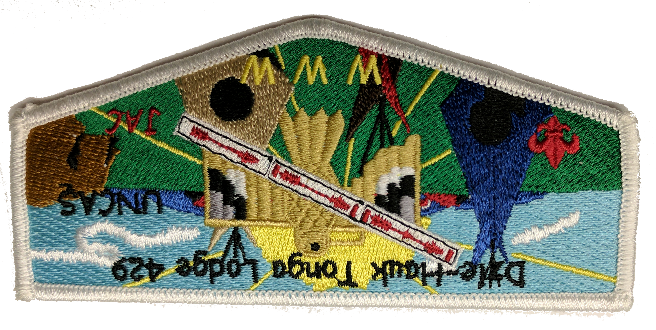 Dzie-Hauk Tonga Lodge 429
UNCAS
JAC
W W W